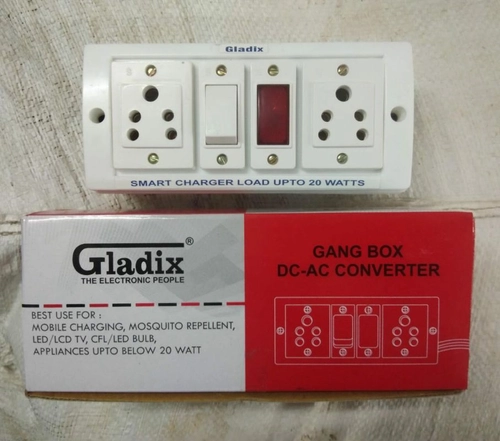 Gladix
SMART CHARGER LOAD UPTO 20 WATTS
Gladix®
THE ELECTRONIC PEOPLE
BEST USE FOR :
MOBILE CHARGING, MOSQUITO REPELLENT,
LED/LCD TV, CFL/LED BULB,
APPLIANCES UPTO BELOW 20 WATT
GANG BOX
DC-AC CONVERTER